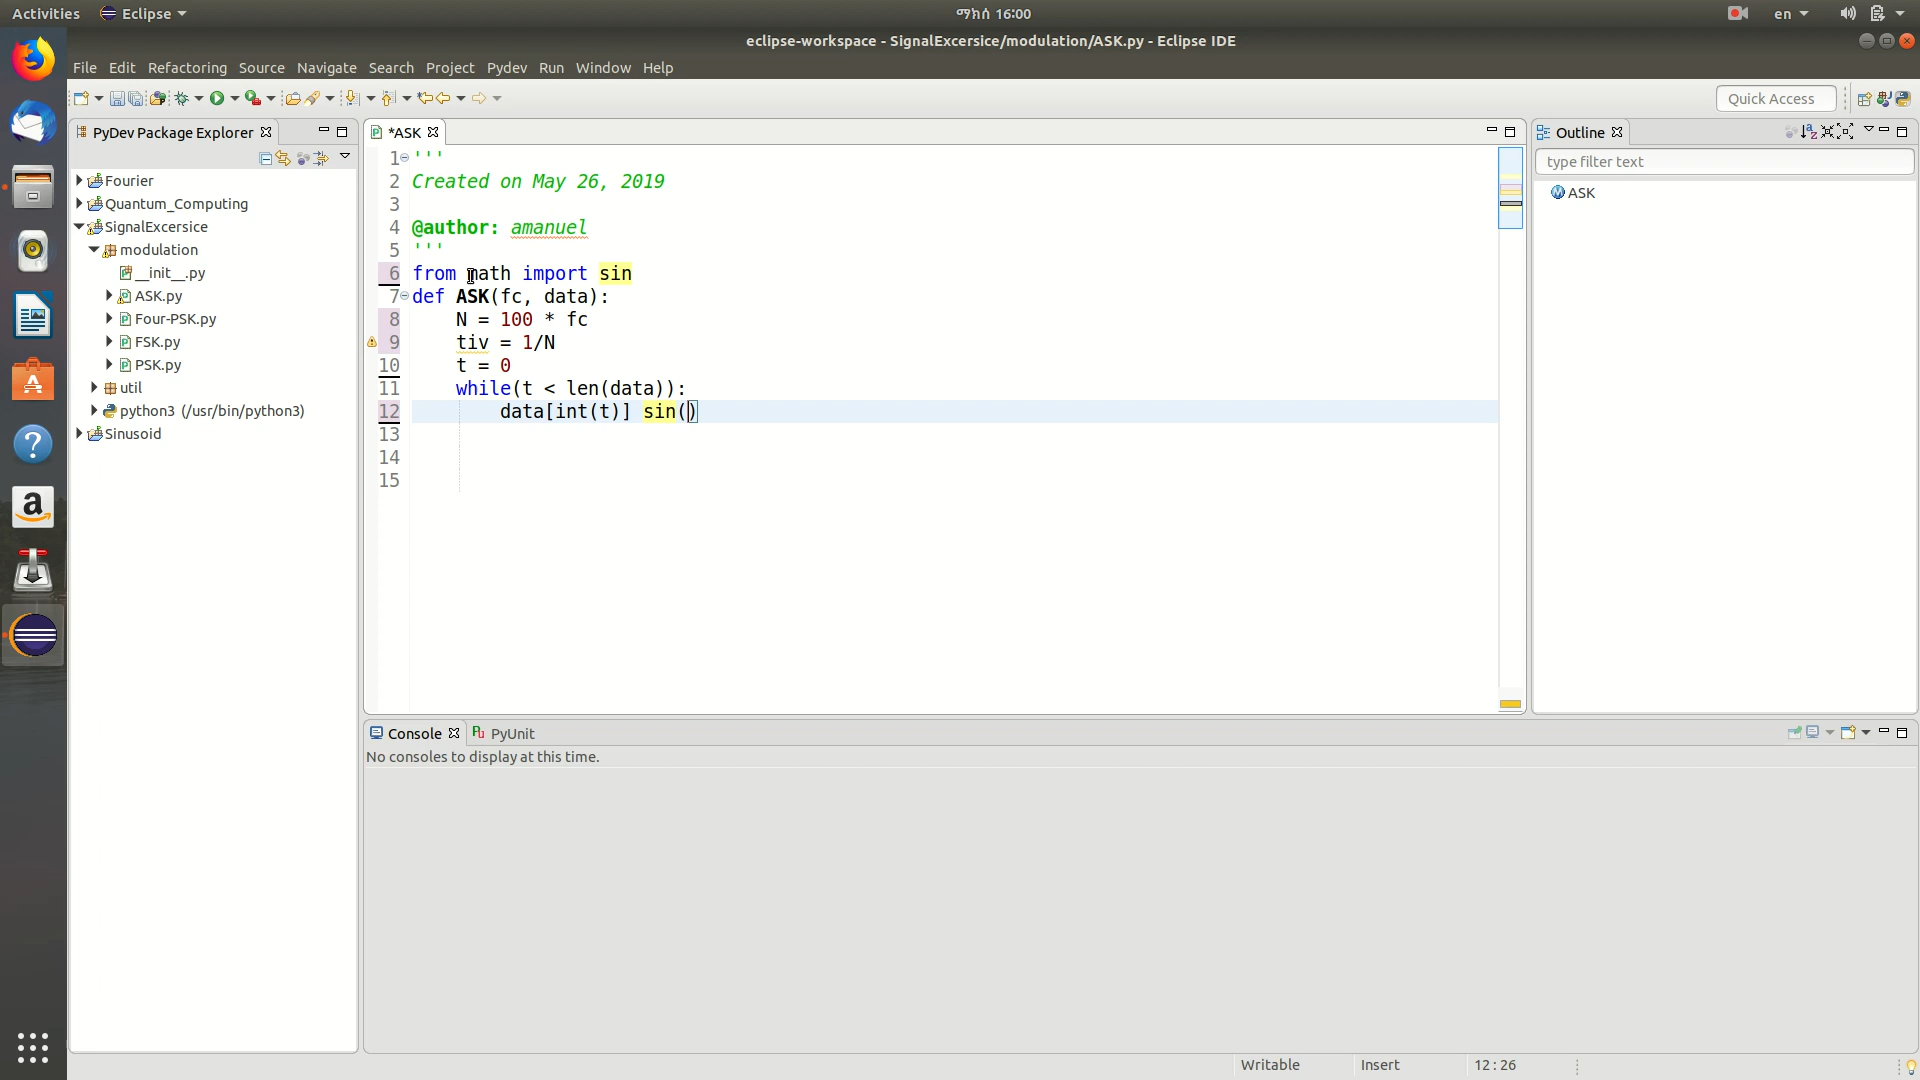 Activities Eclipse ማክሰ 16:00 en
eclipse-workspace - SignalExcersice/modulation/ASK.py - Eclipse IDE
File Edit Refactoring Source Navigate Search Project Pydev Run Window Help
Quick Access
PyDev Package Explorer
Fourier
Quantum_Computing
SignalExcersice
modulation
__init__.py
ASK.py
Four-PSK.py
FSK.py
PSK.py
util
python3 (/usr/bin/python3)
Sinusoid
*ASK
1 '''
2 Created on May 26, 2019
3
4 @author: amanuel
5 '''
6 from math import sin
7 def ASK(fc, data):
8 N = 100 * fc
9 tiv = 1/N
10 t = 0
11 while(t < len(data)):
12 data[int(t)] sin()
13
14
15
Outline
type filter text
ASK
Console PyUnit
No consoles to display at this time.
Writable Insert 12:26